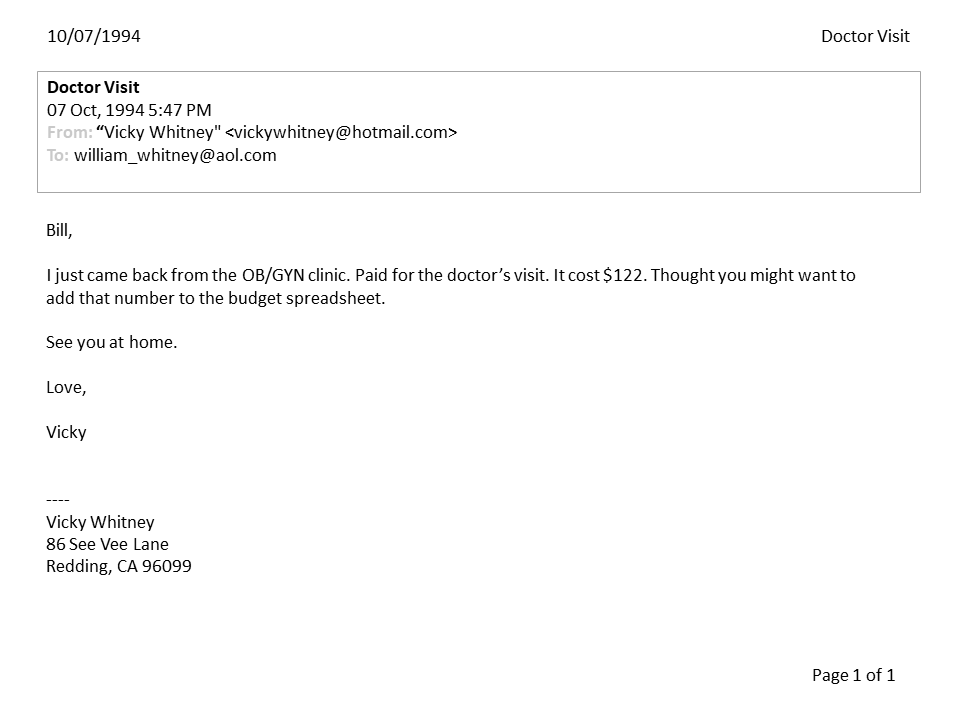 10/07/1994 Doctor Visit
Doctor Visit
07 Oct, 1994 5:47 PM
From: “Vicky Whitney" <vickywhitney@hotmail.com>
To: william_whitney@aol.com
Bill,
I just came back from the OB/GYN clinic. Paid for the doctor’s visit. It cost $122. Thought you might want to
add that number to the budget spreadsheet.
See you at home.
Love,
Vicky
----
Vicky Whitney
86 See Vee Lane
Redding, CA 96099
Page 1 of 1